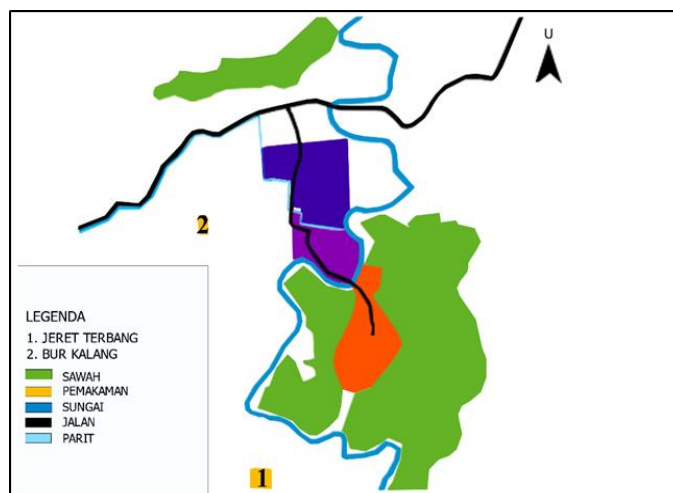 U
2
LEGENDA
1. JERET TERBANG
2. BUR KALANG
SAWAH
PEMAKAMAN
SUNGAI
JALAN
PARIT
1